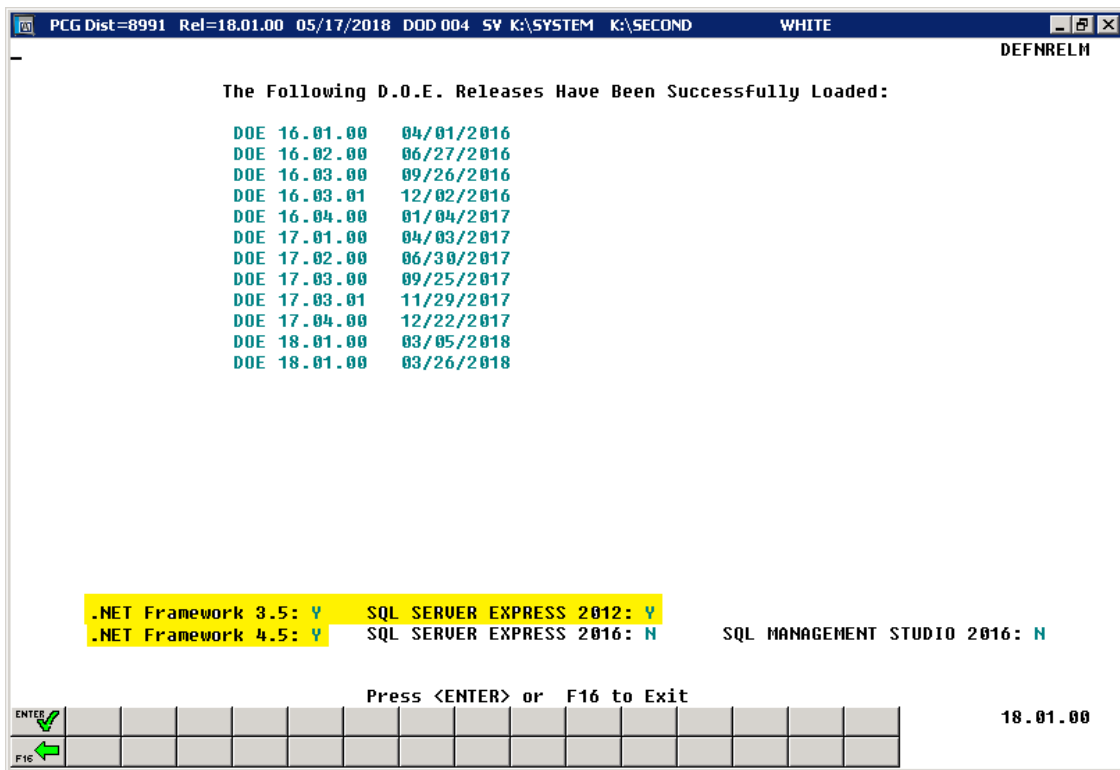 PCG Dist=8991 Rel=18.01.00 05/17/2018 DOD 004 SV K:\SYSTEM K:\SECOND WHITE
DEFNRELM
The Following D.O.E. Releases Have Been Successfully Loaded:
DOE 16.01.00 04/01/2016
DOE 16.02.00 06/27/2016
DOE 16.03.00 09/26/2016
DOE 16.03.01 12/02/2016
DOE 16.04.00 01/04/2017
DOE 17.01.00 04/03/2017
DOE 17.02.00 06/30/2017
DOE 17.03.00 09/25/2017
DOE 17.03.01 11/29/2017
DOE 17.04.00 12/22/2017
DOE 18.01.00 03/05/2018
DOE 18.01.00 03/26/2018
.NET Framework 3.5: Y SQL SERVER EXPRESS 2012: Y
.NET Framework 4.5: Y SQL SERVER EXPRESS 2016: N SQL MANAGEMENT STUDIO 2016: N
Press <ENTER> or F16 to Exit
ENTER
18.01.00
F16